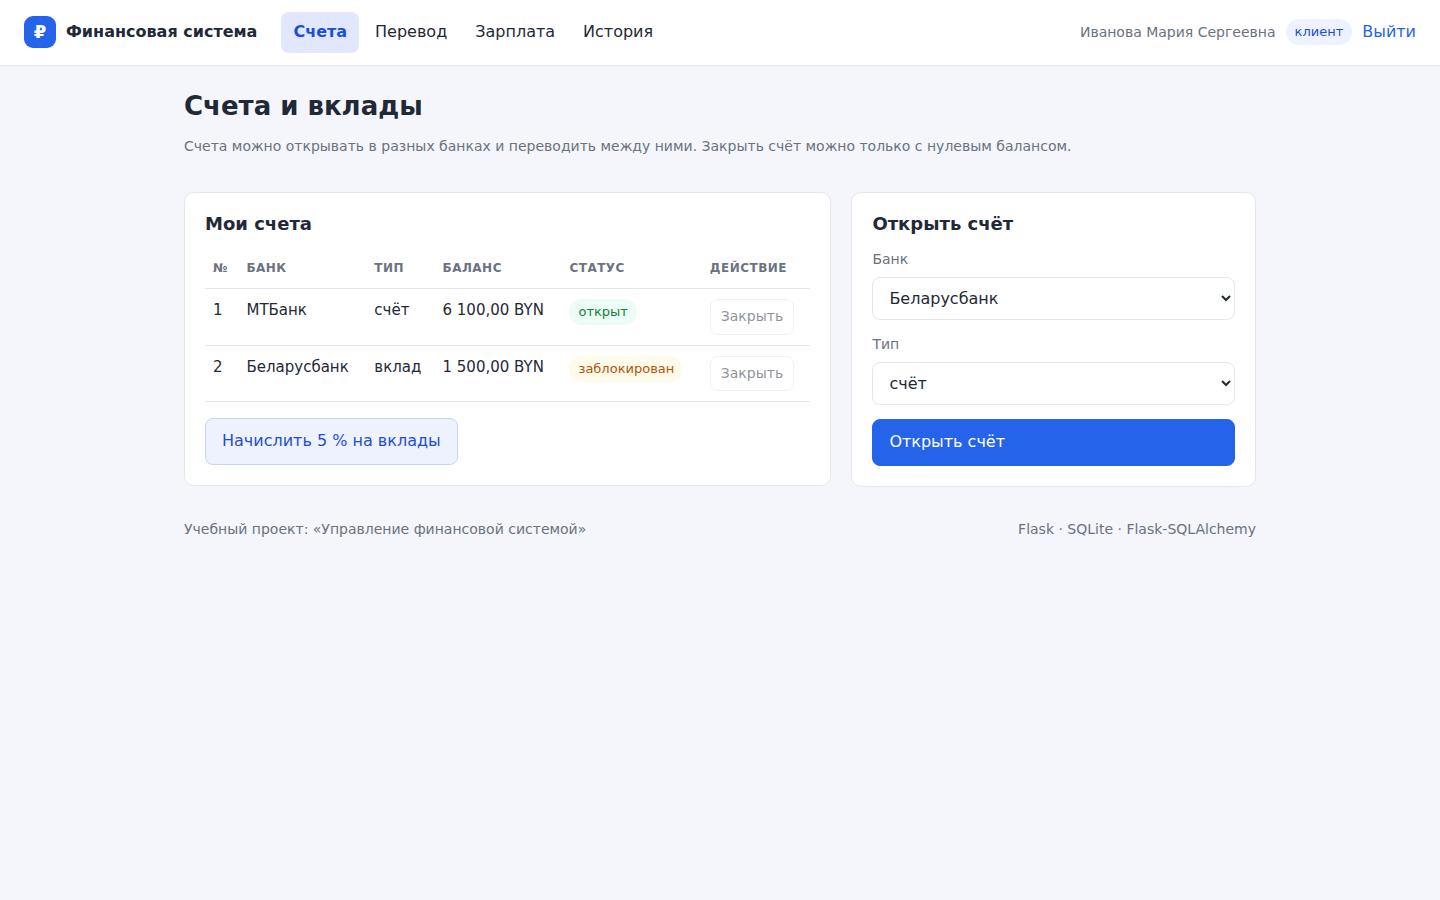 ₽ Финансовая система Счета Перевод Зарплата История Иванова Мария Сергеевна клиент Выйти
Счета и вклады
Счета можно открывать в разных банках и переводить между ними. Закрыть счёт можно только с нулевым балансом.
Мои счета
№ БАНК ТИП БАЛАНС СТАТУС ДЕЙСТВИЕ
1 МТБанк счёт 6 100,00 BYN открыт Закрыть
2 Беларусбанк вклад 1 500,00 BYN заблокирован Закрыть
Начислить 5 % на вклады
Открыть счёт
Банк
Беларусбанк
Тип
счёт
Открыть счёт
Учебный проект: «Управление финансовой системой»
Flask · SQLite · Flask-SQLAlchemy